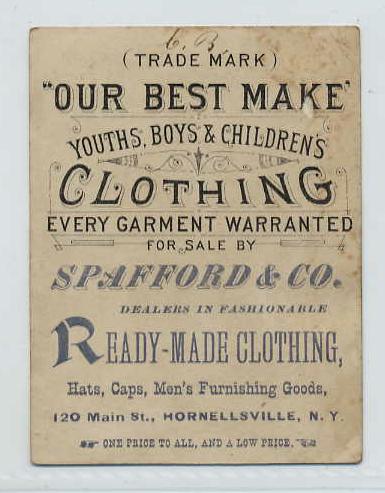 C. B.
(TRADE MARK)
"OUR BEST MAKE"
YOUTHS, BOYS & CHILDREN'S
CLOTHING
EVERY GARMENT WARRANTED
FOR SALE BY
SPAFFORD & CO.
DEALERS IN FASHIONABLE
READY-MADE CLOTHING,
Hats, Caps, Men's Furnishing Goods,
120 Main St., HORNELLSVILLE, N. Y.
ONE PRICE TO ALL, AND A LOW PRICE.